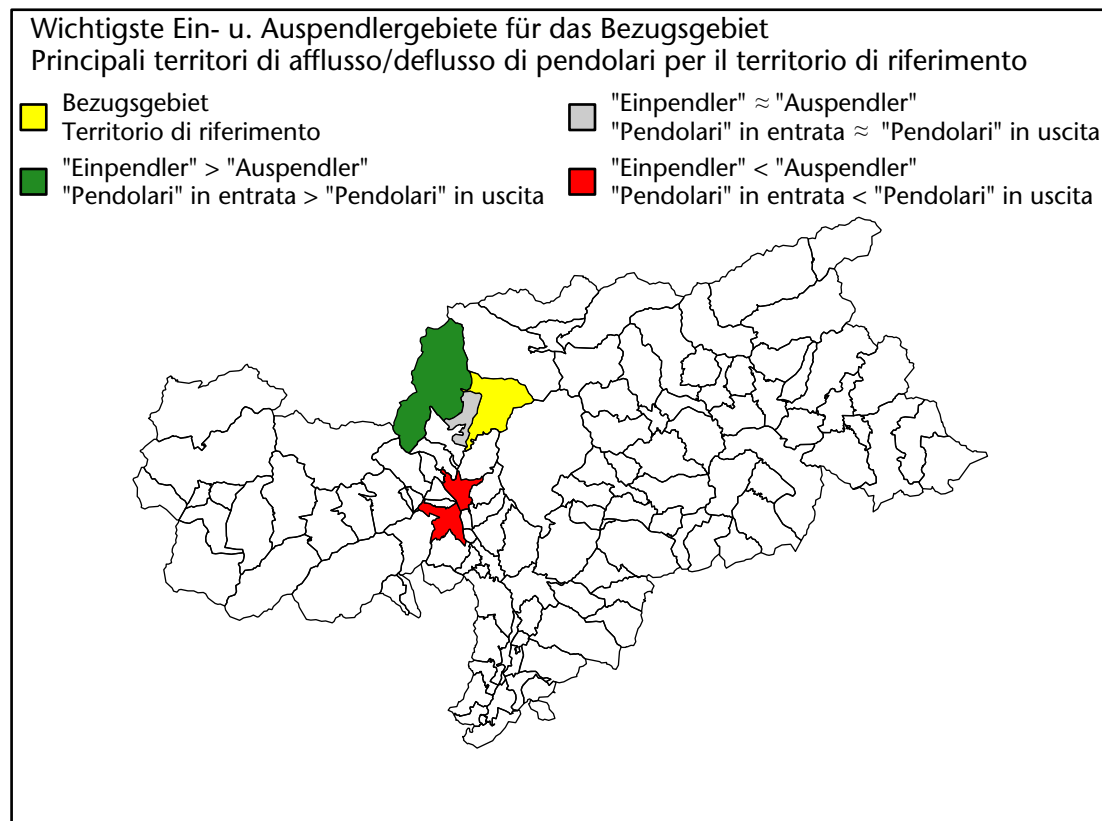 Wichtigste Ein- u. Auspendlergebiete für das Bezugsgebiet
Principali territori di afflusso/deflusso di pendolari per il territorio di riferimento
Bezugsgebiet
Territorio di riferimento
"Einpendler" > "Auspendler"
"Pendolari" in entrata > "Pendolari" in uscita
"Einpendler" ≈ "Auspendler"
"Pendolari" in entrata ≈ "Pendolari" in uscita
"Einpendler" < "Auspendler"
"Pendolari" in entrata < "Pendolari" in uscita